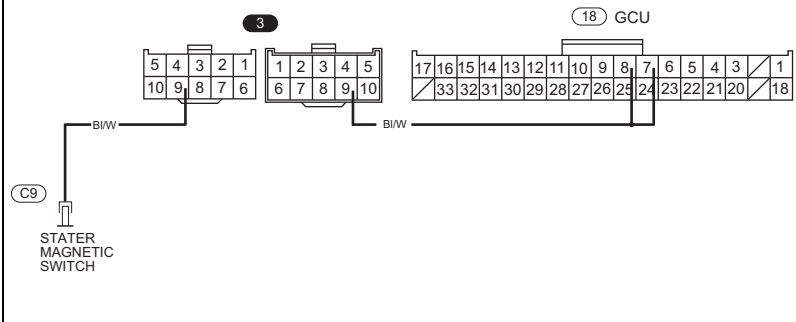 3
18 GCU
5 4 3 2 1
10 9 8 7 6
1 2 3 4 5
6 7 8 9 10
17 16 15 14 13 12 11 10 9 8 7 6 5 4 3 1
33 32 31 30 29 28 27 26 25 24 23 22 21 20 18
BI/W
BI/W
C9
STATER
MAGNETIC
SWITCH